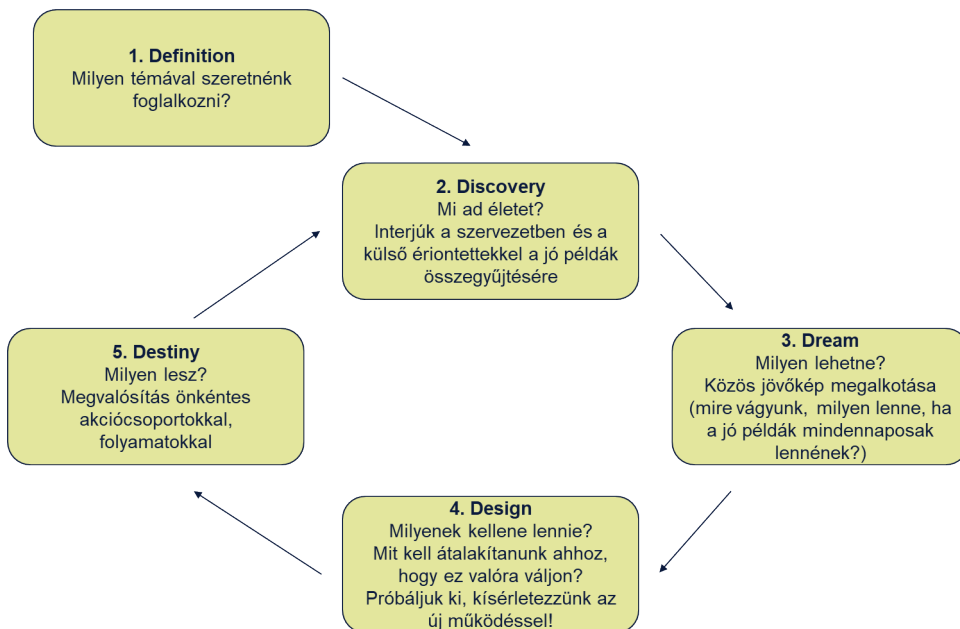 1. Definition
Milyen témával szeretnénk
foglalkozni?
2. Discovery
Mi ad életet?
Interjúk a szervezetben és a
külső ériontettekkel a jó példák
összegyűjtésére
3. Dream
Milyen lehetne?
Közös jövőkép megalkotása
(mire vágyunk, milyen lenne, ha
a jó példák mindennaposak
lennének?)
4. Design
Milyenek kellene lennie?
Mit kell átalakítanunk ahhoz,
hogy ez valóra váljon?
Próbáljuk ki, kísérletezzünk az
új működéssel!
5. Destiny
Milyen lesz?
Megvalósítás önkéntes
akciócsoportokkal,
folyamatokkal